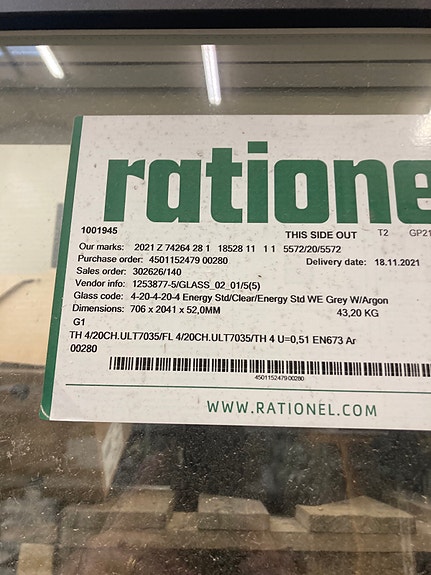 ratione
1001945 THIS SIDE OUT T2 GP21
Our marks: 2021 Z 74264 28 1 18528 11 1 1 5572/20/5572
Purchase order: 4501152479 00280 Delivery date: 18.11.2021
Sales order: 302626/140
Vendor info: 1253877-5/GLASS_02_01/5(5)
Glass code: 4-20-4-20-4 Energy Std/Clear/Energy Std WE Grey W/Argon
Dimensions: 706 x 2041 x 52,0MM 43,20 KG
G1
TH 4/20CH.ULT7035/FL 4/20CH.ULT7035/TH 4 U=0,51 EN673 Ar
00280
4501152479 00280
WWW.RATIONEL.COM